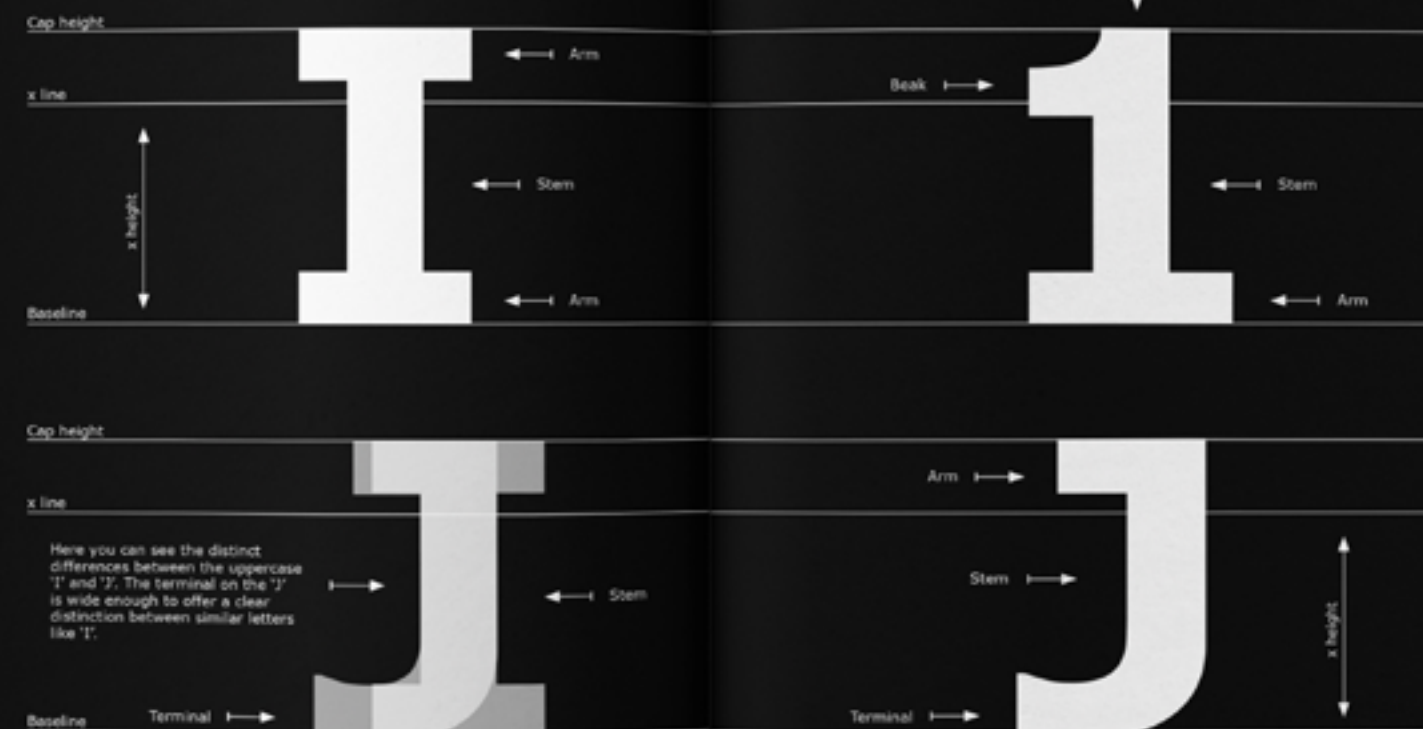 Cap height
I
Arm
x line
Stem
x height
Arm
Baseline
1
Beak
Stem
Arm
Cap height
J
x line
Here you can see the distinct
differences between the uppercase
'I' and 'J'. The terminal on the 'J'
is wide enough to offer a clear
distinction between similar letters
like 'I'.
Stem
Terminal
Baseline
J
Arm
Stem
x height
Terminal